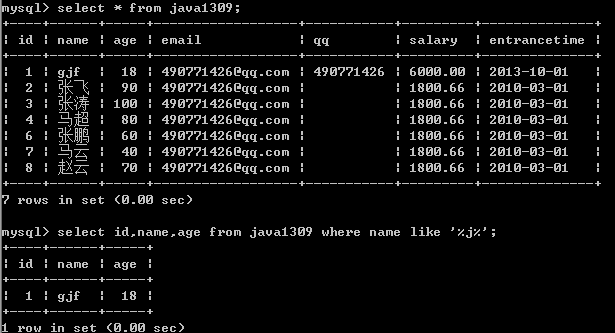 mysql> select * from java1309;
+----+------+-----+------------------+-----------+---------+--------------+
| id | name | age | email | qq | salary | entrancetime |
+----+------+-----+------------------+-----------+---------+--------------+
| 1 | gjf | 18 | 490771426@qq.com | 490771426 | 6000.00 | 2013-10-01 |
| 2 | 张飞 | 90 | 490771426@qq.com | | 1800.66 | 2010-03-01 |
| 3 | 张涛 | 100 | 490771426@qq.com | | 1800.66 | 2010-03-01 |
| 4 | 马超 | 80 | 490771426@qq.com | | 1800.66 | 2010-03-01 |
| 6 | 张鹏 | 60 | 490771426@qq.com | | 1800.66 | 2010-03-01 |
| 7 | 马云 | 40 | 490771426@qq.com | | 1800.66 | 2010-03-01 |
| 8 | 赵云 | 70 | 490771426@qq.com | | 1800.66 | 2010-03-01 |
+----+------+-----+------------------+-----------+---------+--------------+
7 rows in set (0.00 sec)
mysql> select id,name,age from java1309 where name like '%j%';
+----+------+-----+
| id | name | age |
+----+------+-----+
| 1 | gjf | 18 |
+----+------+-----+
1 row in set (0.00 sec)